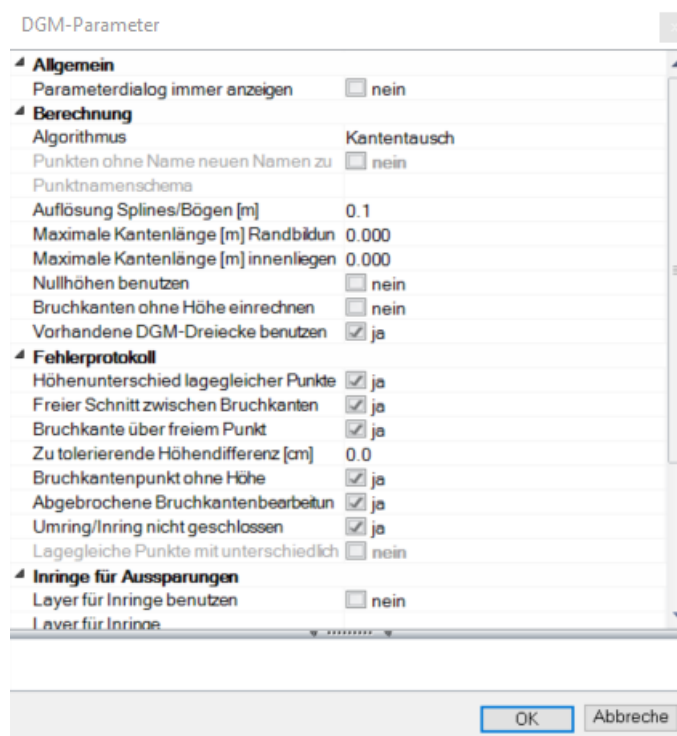 DGM-Parameter
Allgemein
Parameterdialog immer anzeigen nein
Berechnung
Algorithmus Kantentausch
Punkten ohne Name neuen Namen zu nein
Punktnamenschema
Auflösung Splines/Bögen [m] 0.1
Maximale Kantenlänge [m] Randbildun 0.000
Maximale Kantenlänge [m] innenliegen 0.000
Nullhöhen benutzen nein
Bruchkanten ohne Höhe einrechnen nein
Vorhandene DGM-Dreiecke benutzen ja
Fehlerprotokoll
Höhenunterschied lagegleicher Punkte ja
Freier Schnitt zwischen Bruchkanten ja
Bruchkante über freiem Punkt ja
Zu tolerierende Höhendifferenz [cm] 0.0
Bruchkantenpunkt ohne Höhe ja
Abgebrochene Bruchkantenbearbeitun ja
Umring/Inring nicht geschlossen ja
Lagegleiche Punkte mit unterschiedlich nein
Inringe für Aussparungen
Layer für Inringe benutzen nein
Layer für Inringe
OK Abbreche